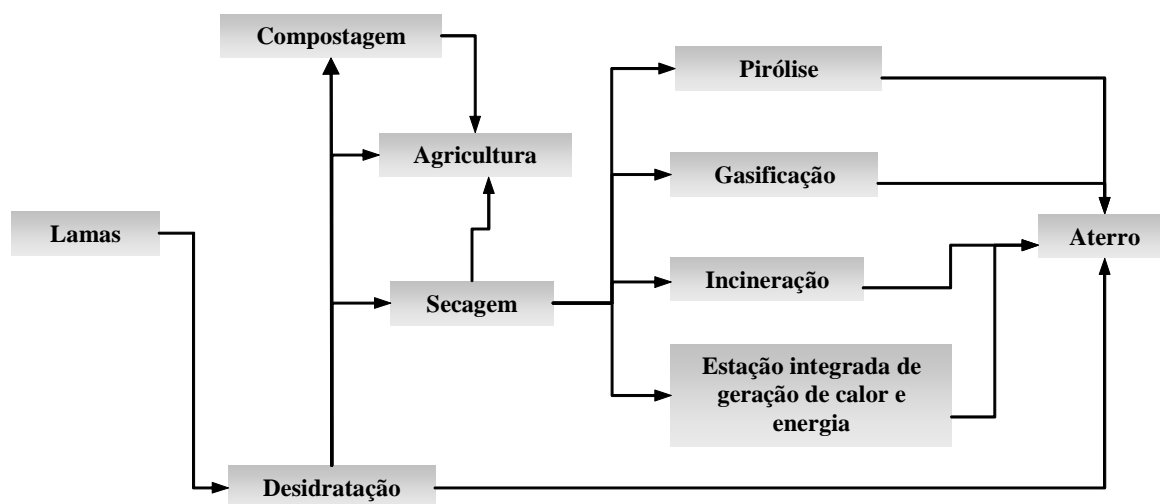 Compostagem
Pirólise
Agricultura
Gasificação
Lamas
Aterro
Secagem
Incineração
Estação integrada de
geração de calor e
energia
Desidratação